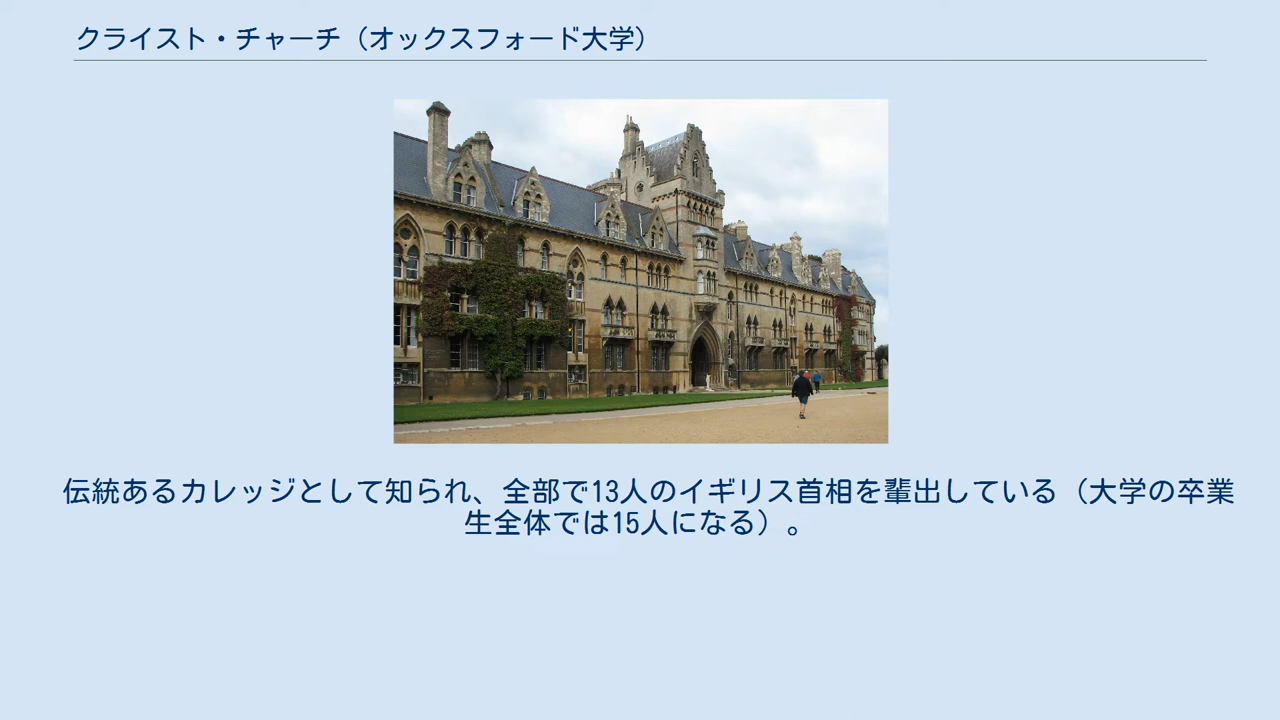 クライスト・チャーチ（オックスフォード大学）
伝統あるカレッジとして知られ、全部で13人のイギリス首相を輩出している（大学の卒業
生全体では15人になる）。